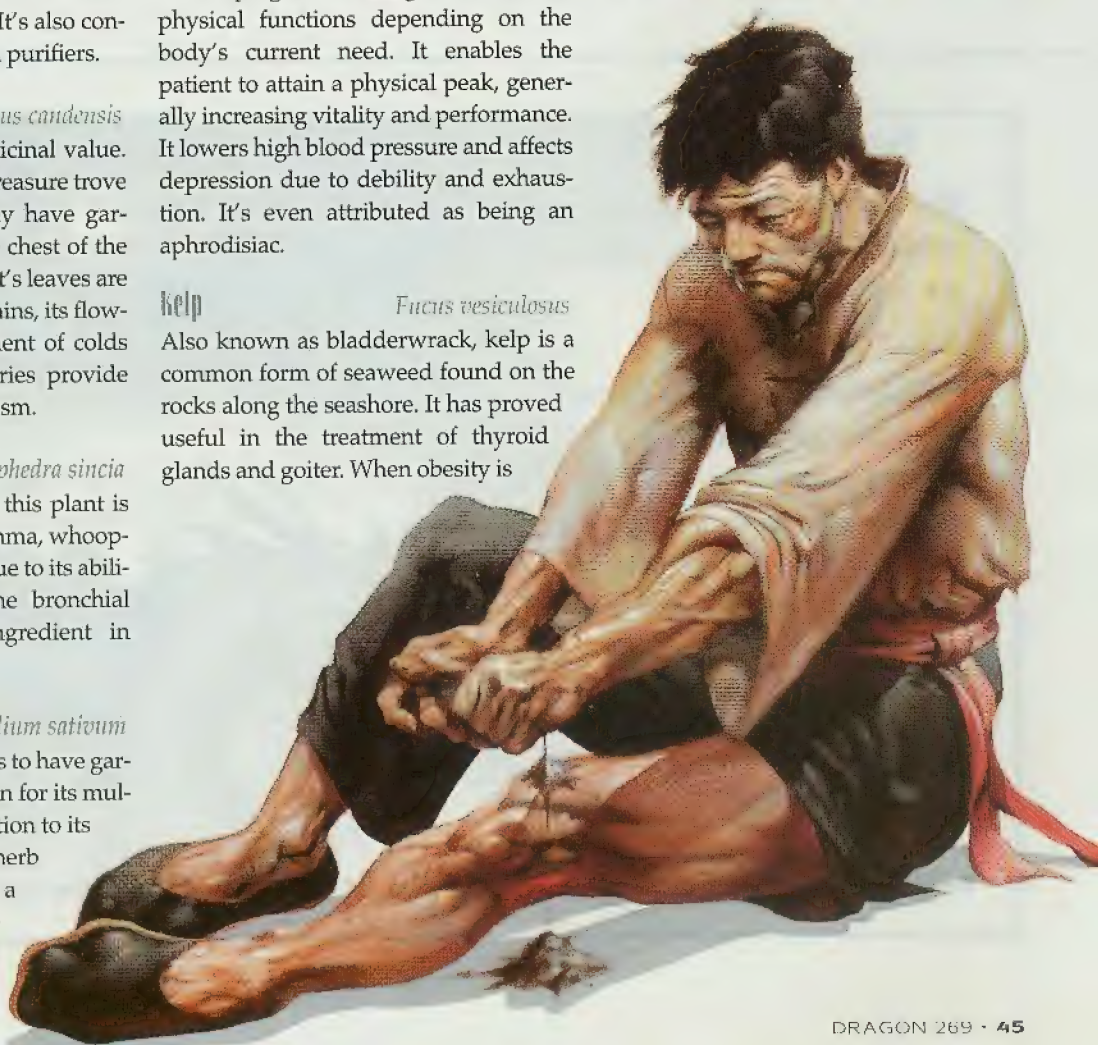 It's also con-
purifiers.
us candensis
icinal value.
reasure trove
y have gar-
chest of the
t's leaves are
ins, its flow-
ent of colds
ries provide
sm.
phedra sincia
this plant is
ma, whoop-
ue to its abili-
he bronchial
ngredient in
lium sativum
s to have gar-
n for its mul-
tion to its
herb
a
physical functions depending on the
body's current need. It enables the
patient to attain a physical peak, gener-
ally increasing vitality and performance.
It lowers high blood pressure and affects
depression due to debility and exhaus-
tion. It's even attributed as being an
aphrodisiac.
kelp Fucus vesiculosus
Also known as bladderwrack, kelp is a
common form of seaweed found on the
rocks along the seashore. It has proved
useful in the treatment of thyroid
glands and goiter. When obesity is
DRAGON 269 · 45